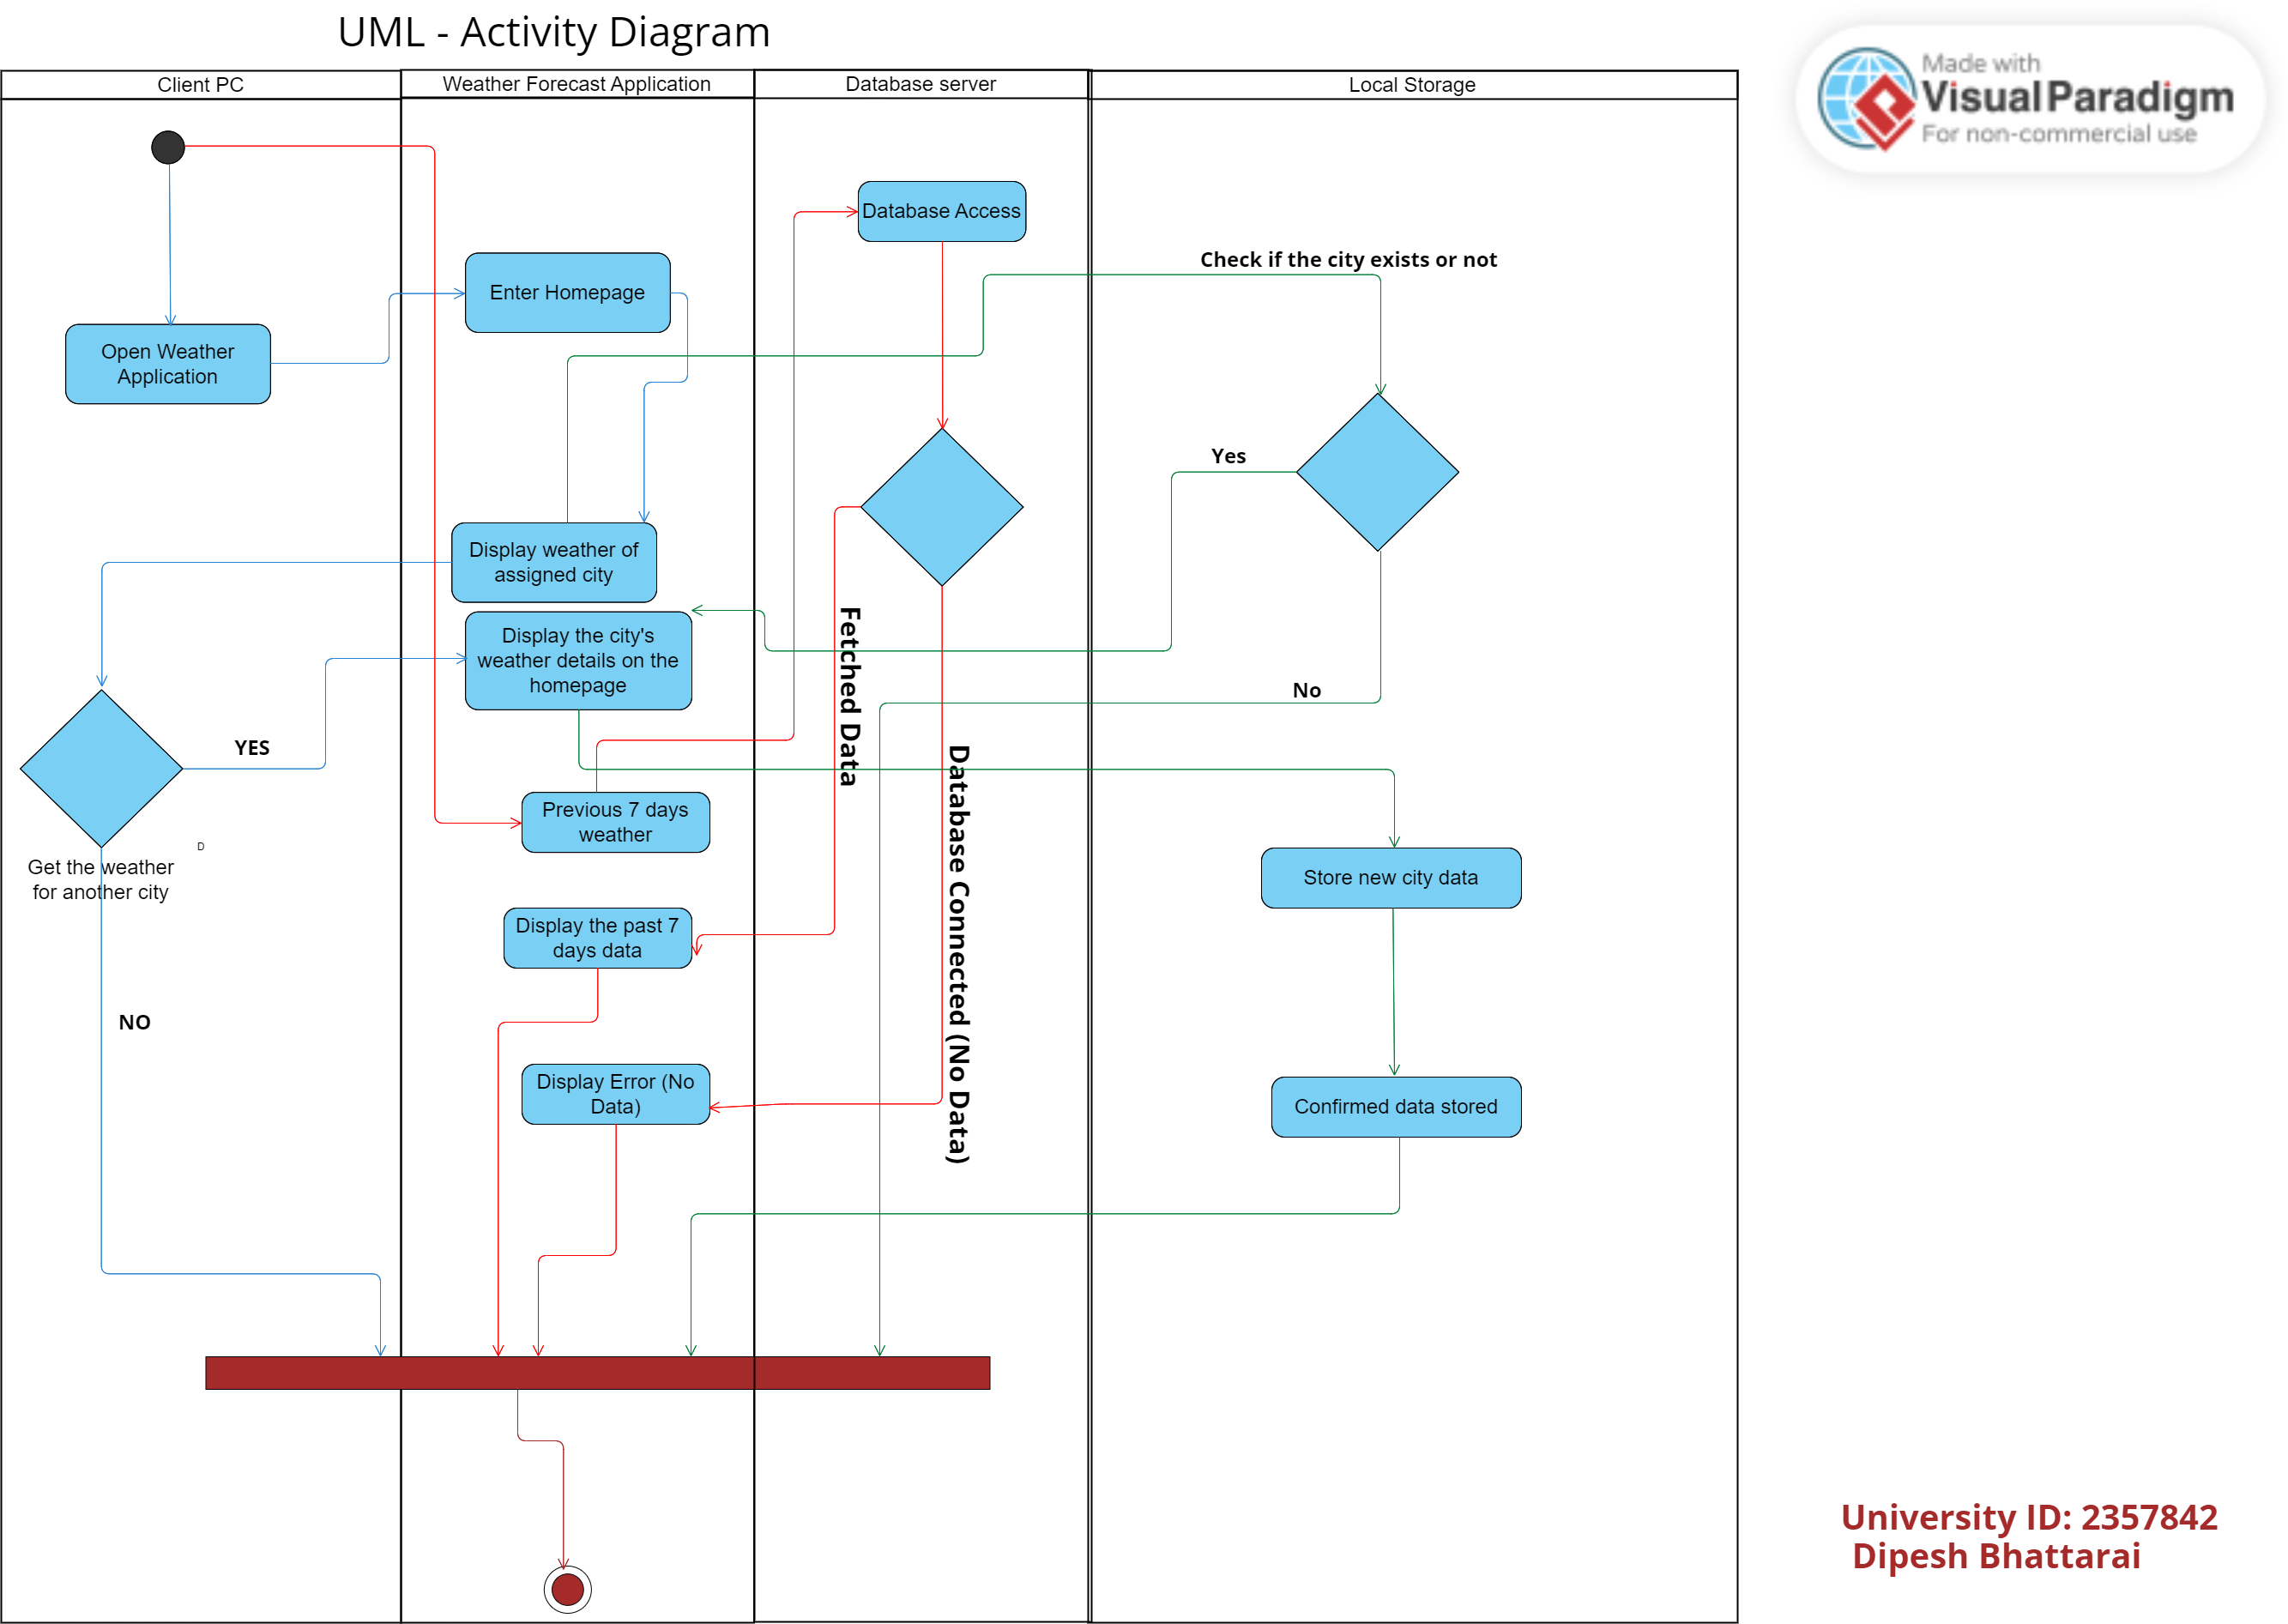 UML - Activity Diagram
Made with
Visual Paradigm
For non-commercial use
Client PC
Weather Forecast Application
Database server
Local Storage
Database Access
Check if the city exists or not
Enter Homepage
Open Weather
Application
Yes
Display weather of
assigned city
Display the city's
weather details on the
homepage
Fetched Data
No
YES
Database Connected (No Data)
Previous 7 days
weather
D
Get the weather
for another city
Store new city data
Display the past 7
days data
NO
Display Error (No
Data)
Confirmed data stored
University ID: 2357842
Dipesh Bhattarai